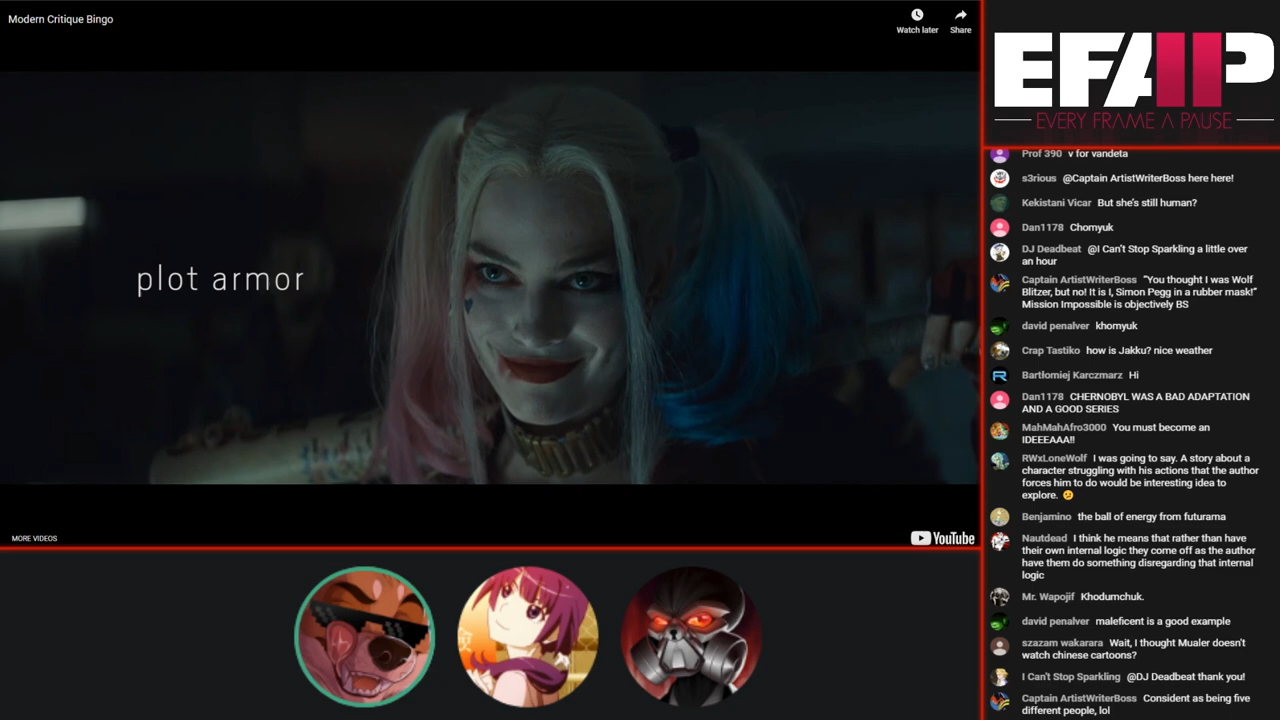 Modern Critique Bingo
Watch later
Share
plot armor
MORE VIDEOS
YouTube
EFAP
EVERY FRAME A PAUSE
Prof 390 v for vandeta
s3rious @Captain ArtistWriterBoss here here!
Kekistani Vicar But she's still human?
Dan1178 Chomyuk
DJ Deadbeat @I Can't Stop Sparkling a little over
an hour
Captain ArtistWriterBoss "You thought I was Wolf
Blitzer, but no! It is I, Simon Pegg in a rubber mask!"
Mission Impossible is objectively BS
david penalver khomyuk
Crap Tastiko how is Jakku? nice weather
Bartłomiej Karczmarz Hi
Dan1178 CHERNOBYL WAS A BAD ADAPTATION
AND A GOOD SERIES
MahMahAfro3000 You must become an
IDEEEAAA!!
RWxLoneWolf I was going to say. A story about a
character struggling with his actions that the author
forces him to do would be interesting idea to
explore. 😕
Benjamino the ball of energy from futurama
Nautdead I think he means that rather than have
their own internal logic they come off as the author
have them do something disregarding that internal
logic
Mr. Wapojif Khodumchuk.
david penalver maleficent is a good example
szazam wakarara Wait, I thought Mualer doesn't
watch chinese cartoons?
I Can't Stop Sparkling @DJ Deadbeat thank you!
Captain ArtistWriterBoss Consident as being five
different people, lol